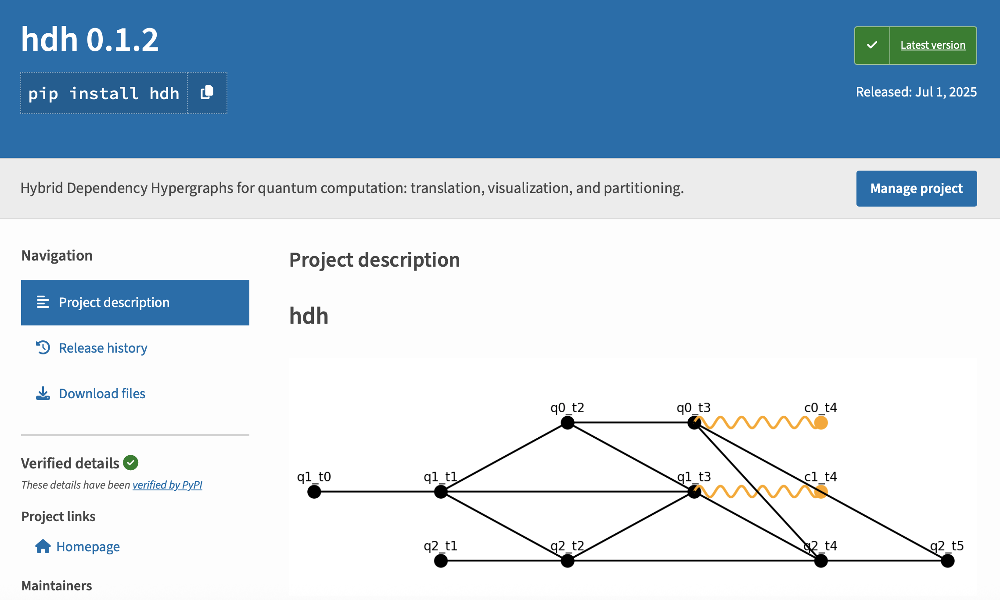 hdh 0.1.2
pip install hdh
Latest version
Released: Jul 1, 2025
Hybrid Dependency Hypergraphs for quantum computation: translation, visualization, and partitioning.
Manage project
Navigation
Project description
Release history
Download files
Verified details
These details have been verified by PyPI
Project links
Homepage
Maintainers
Project description
hdh
q0_t2 q0_t3 c0_t4
q1_t0 q1_t1 q1_t3 c1_t4
q2_t1 q2_t2 q2_t4 q2_t5